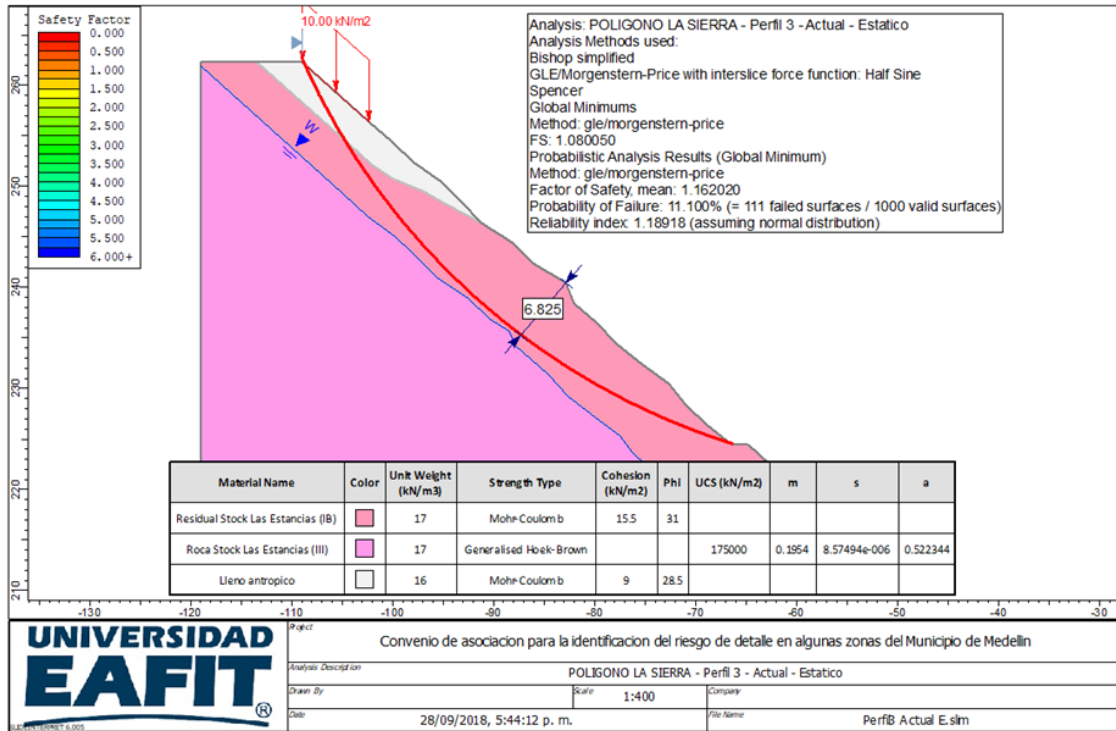 Safety Factor
0.000
0.500
1.000
1.500
2.000
2.500
3.000
3.500
4.000
4.500
5.000
5.500
6.000+
10.00 kN/m2
Analysis: POLIGONO LA SIERRA - Perfil 3 - Actual - Estatico
Analysis Methods used:
Bishop simplified
GLE/Morgenstern-Price with interslice force function: Half Sine
Spencer
Global Minimums
Method: gle/morgenstern-price
FS: 1.080050
Probabilistic Analysis Results (Global Minimum)
Method: gle/morgenstern-price
Factor of Safety, mean: 1.162020
Probability of Failure: 11.100% (= 111 failed surfaces / 1000 valid surfaces)
Reliability index: 1.18918 (assuming normal distribution)
W
6.825
260
250
240
230
220
210
Material Name Color Unit Weight (kN/m3) Strength Type Cohesion (kN/m2) Phi UCS (kN/m2) m s a
Residual Stock Las Estancias (IB) 17 Mohr-Coulomb 15.5 31
Roca Stock Las Estancias (III) 17 Generalised Hoek-Brown 175000 0.1954 8.57494e-006 0.522344
Lleno antropico 16 Mohr-Coulomb 9 28.5
-130 -120 -110 -100 -90 -80 -70 -60 -50 -40 -30
UNIVERSIDAD
EAFIT®
SLIDEINTERPRET 6.005
Project
Convenio de asociacion para la identificacion del riesgo de detalle en algunas zonas del Municipio de Medellin
Analysis Description
POLIGONO LA SIERRA - Perfil 3 - Actual - Estatico
Drawn By
Scale 1:400
Company
Date 28/09/2018, 5:44:12 p. m.
File Name Perfil3 Actual E.slim